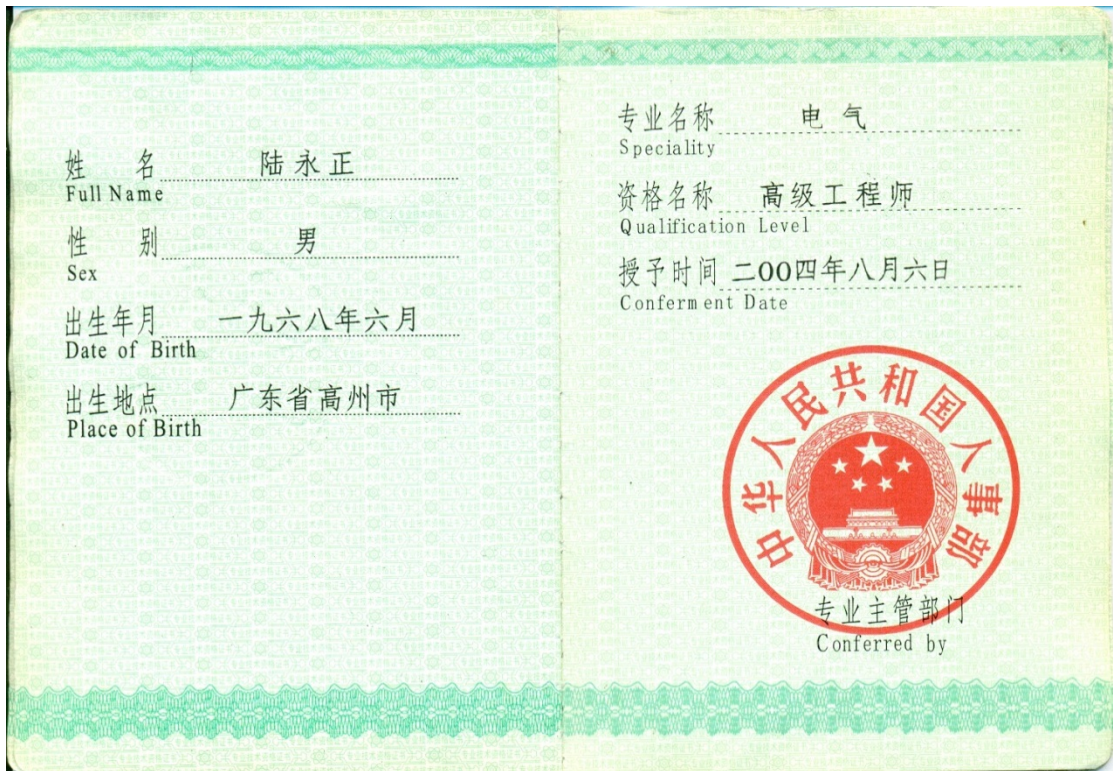 姓 名 陆永正
Full Name
性 别 男
Sex
出生年月 一九六八年六月
Date of Birth
出生地点 广东省高州市
Place of Birth
专业名称 电气
Speciality
资格名称 高级工程师
Qualification Level
授予时间 二00四年八月六日
Conferment Date
中华人民共和国人事部
专业主管部门
Conferred by